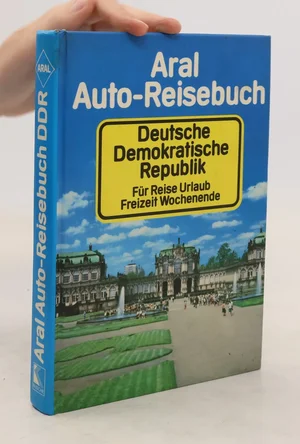 Aral
Auto-Reisebuch
Deutsche
Demokratische
Republik
Für Reise Urlaub
Freizeit Wochenende
ARAL
Aral Auto-Reisebuch DDR